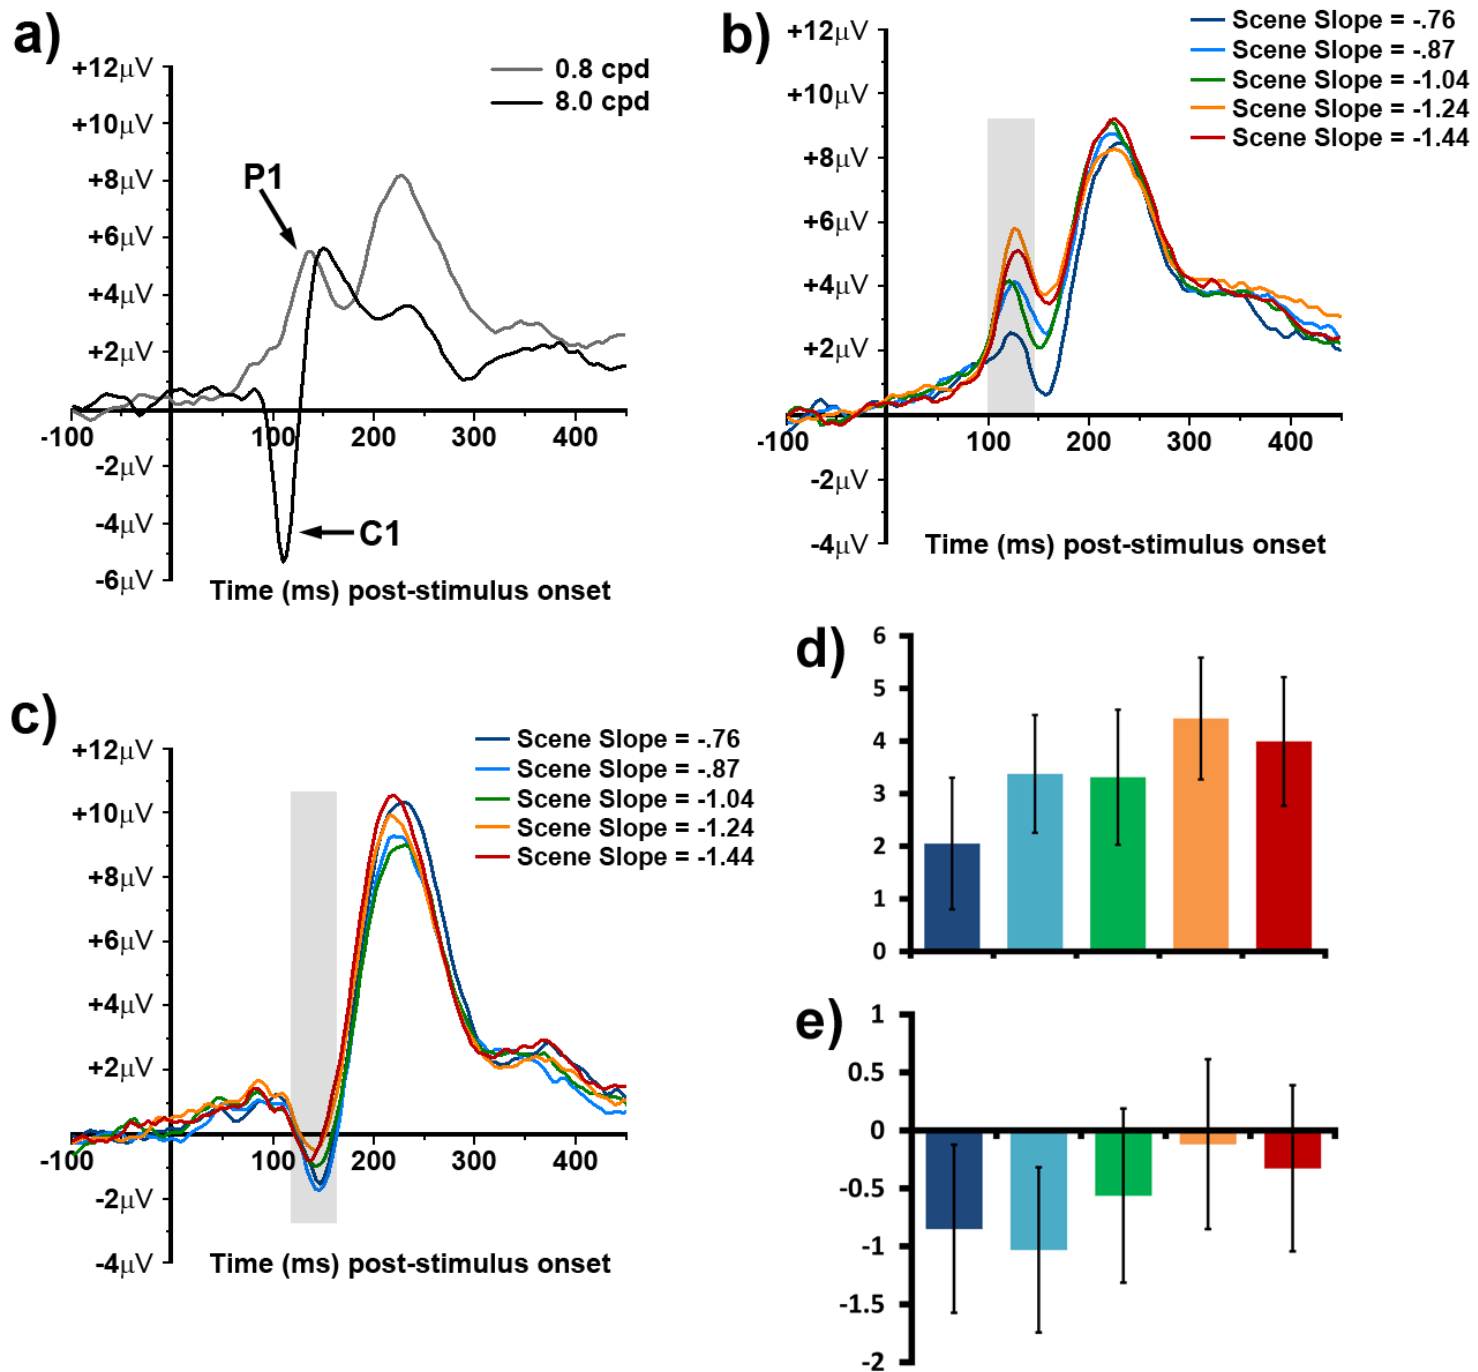 a)
+12µV
+10µV
+8µV
+6µV
+4µV
+2µV
-2µV
-4µV
-6µV
0.8 cpd
8.0 cpd
P1
C1
-100 100 200 300 400
Time (ms) post-stimulus onset
b)
+12µV
+10µV
+8µV
+6µV
+4µV
+2µV
-2µV
-4µV
Scene Slope = -.76
Scene Slope = -.87
Scene Slope = -1.04
Scene Slope = -1.24
Scene Slope = -1.44
-100 100 200 300 400
Time (ms) post-stimulus onset
c)
+12µV
+10µV
+8µV
+6µV
+4µV
+2µV
-2µV
-4µV
Scene Slope = -.76
Scene Slope = -.87
Scene Slope = -1.04
Scene Slope = -1.24
Scene Slope = -1.44
-100 100 200 300 400
Time (ms) post-stimulus onset
d)
6
5
4
3
2
1
0
e)
1
0.5
0
-0.5
-1
-1.5
-2